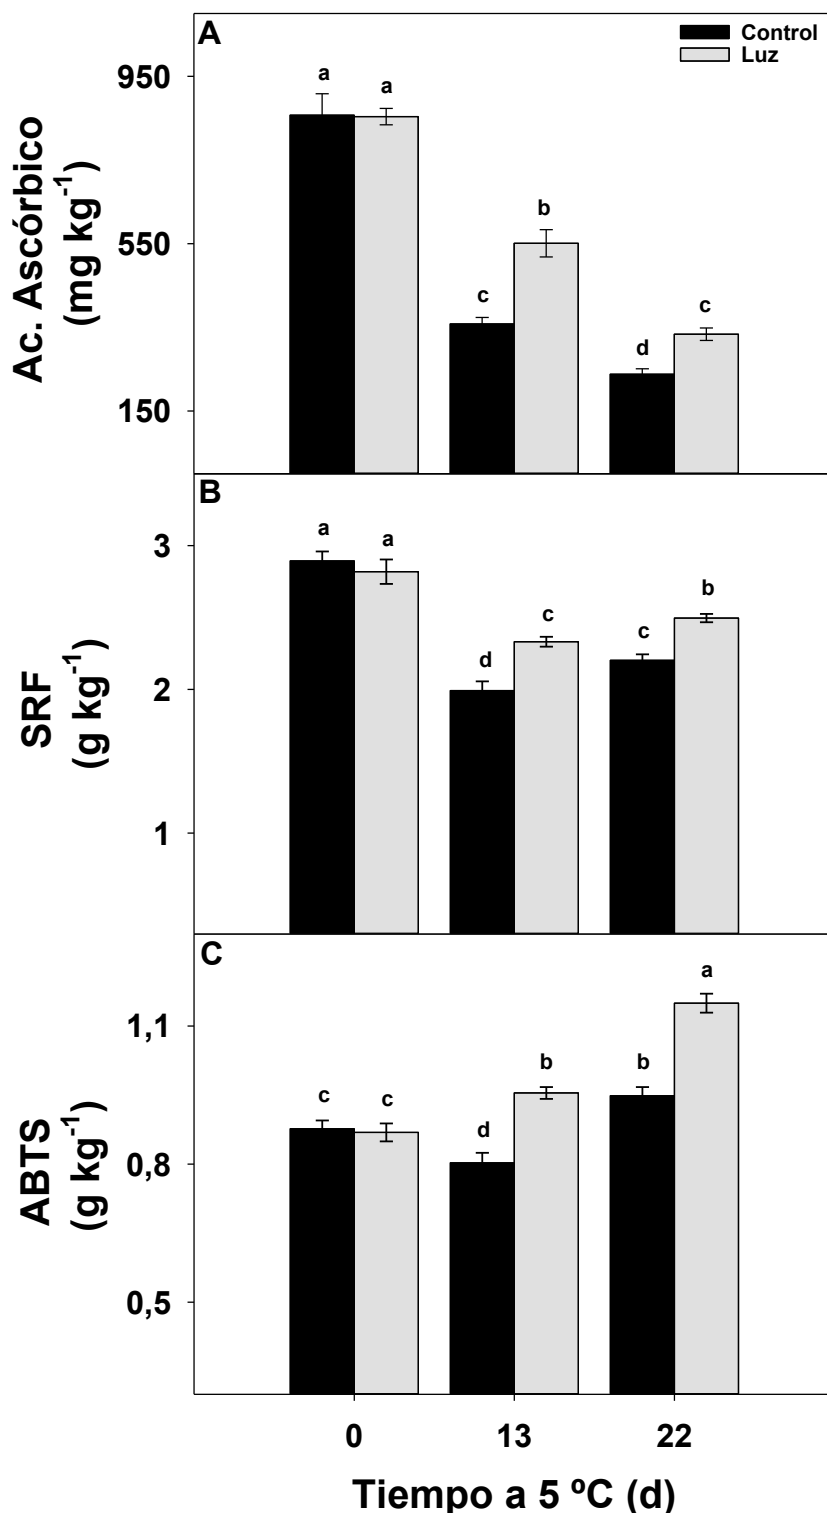 A
Control
Luz
950
550
150
Ac. Ascórbico
(mg kg-1)
a
a
c
b
d
c
B
3
2
1
SRF
(g kg-1)
a
a
d
c
c
b
C
1,1
0,8
0,5
ABTS
(g kg-1)
c
c
d
b
b
a
0
13
22
Tiempo a 5 ºC (d)